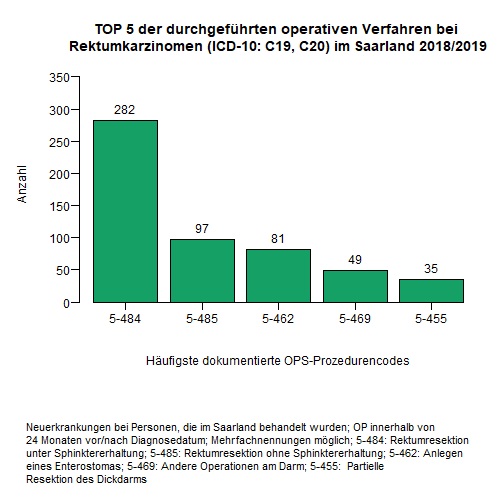 TOP 5 der durchgeführten operativen Verfahren bei
Rektumkarzinomen (ICD-10: C19, C20) im Saarland 2018/2019
350
300
250
200
150
100
50
0
Anzahl
282
97
81
49
35
5-484
5-485
5-462
5-469
5-455
Häufigste dokumentierte OPS-Prozedurencodes
Neuerkrankungen bei Personen, die im Saarland behandelt wurden; OP innerhalb von
24 Monaten vor/nach Diagnosedatum; Mehrfachnennungen möglich; 5-484: Rektumresektion
unter Sphinktererhaltung; 5-485: Rektumresektion ohne Sphinktererhaltung; 5-462: Anlegen
eines Enterostomas; 5-469: Andere Operationen am Darm; 5-455: Partielle
Resektion des Dickdarms